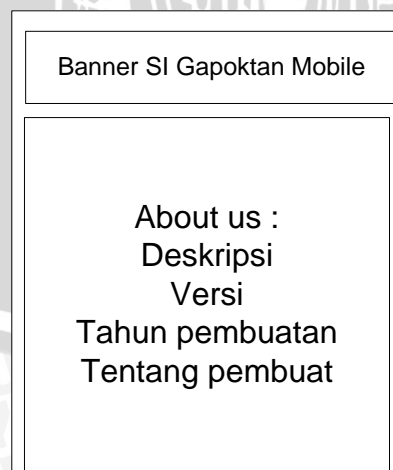 Banner SI Gapoktan Mobile
About us :
Deskripsi
Versi
Tahun pembuatan
Tentang pembuat